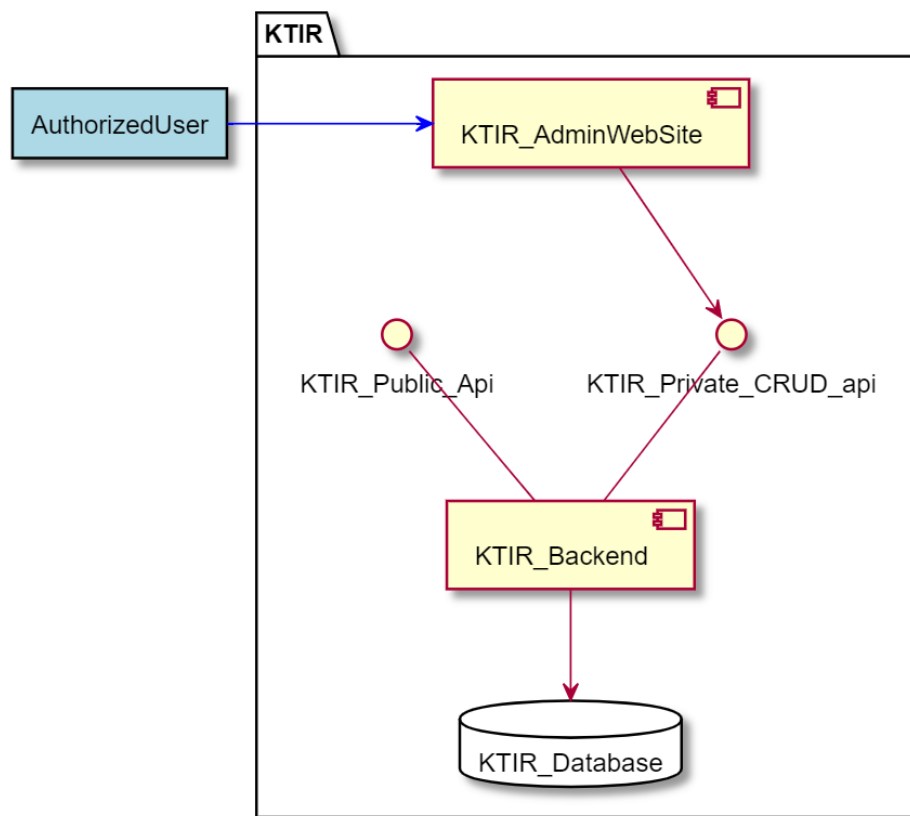 KTIR
AuthorizedUser
KTIR_AdminWebSite
KTIR_Public_Api
KTIR_Private_CRUD_api
KTIR_Backend
KTIR_Database